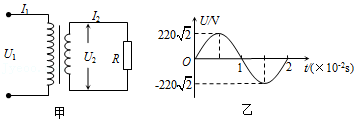 I₁
U₁
I₂
U₂
R
甲
U/V
220√2
O
-220√2
1
2
t/(×10⁻²s)
乙